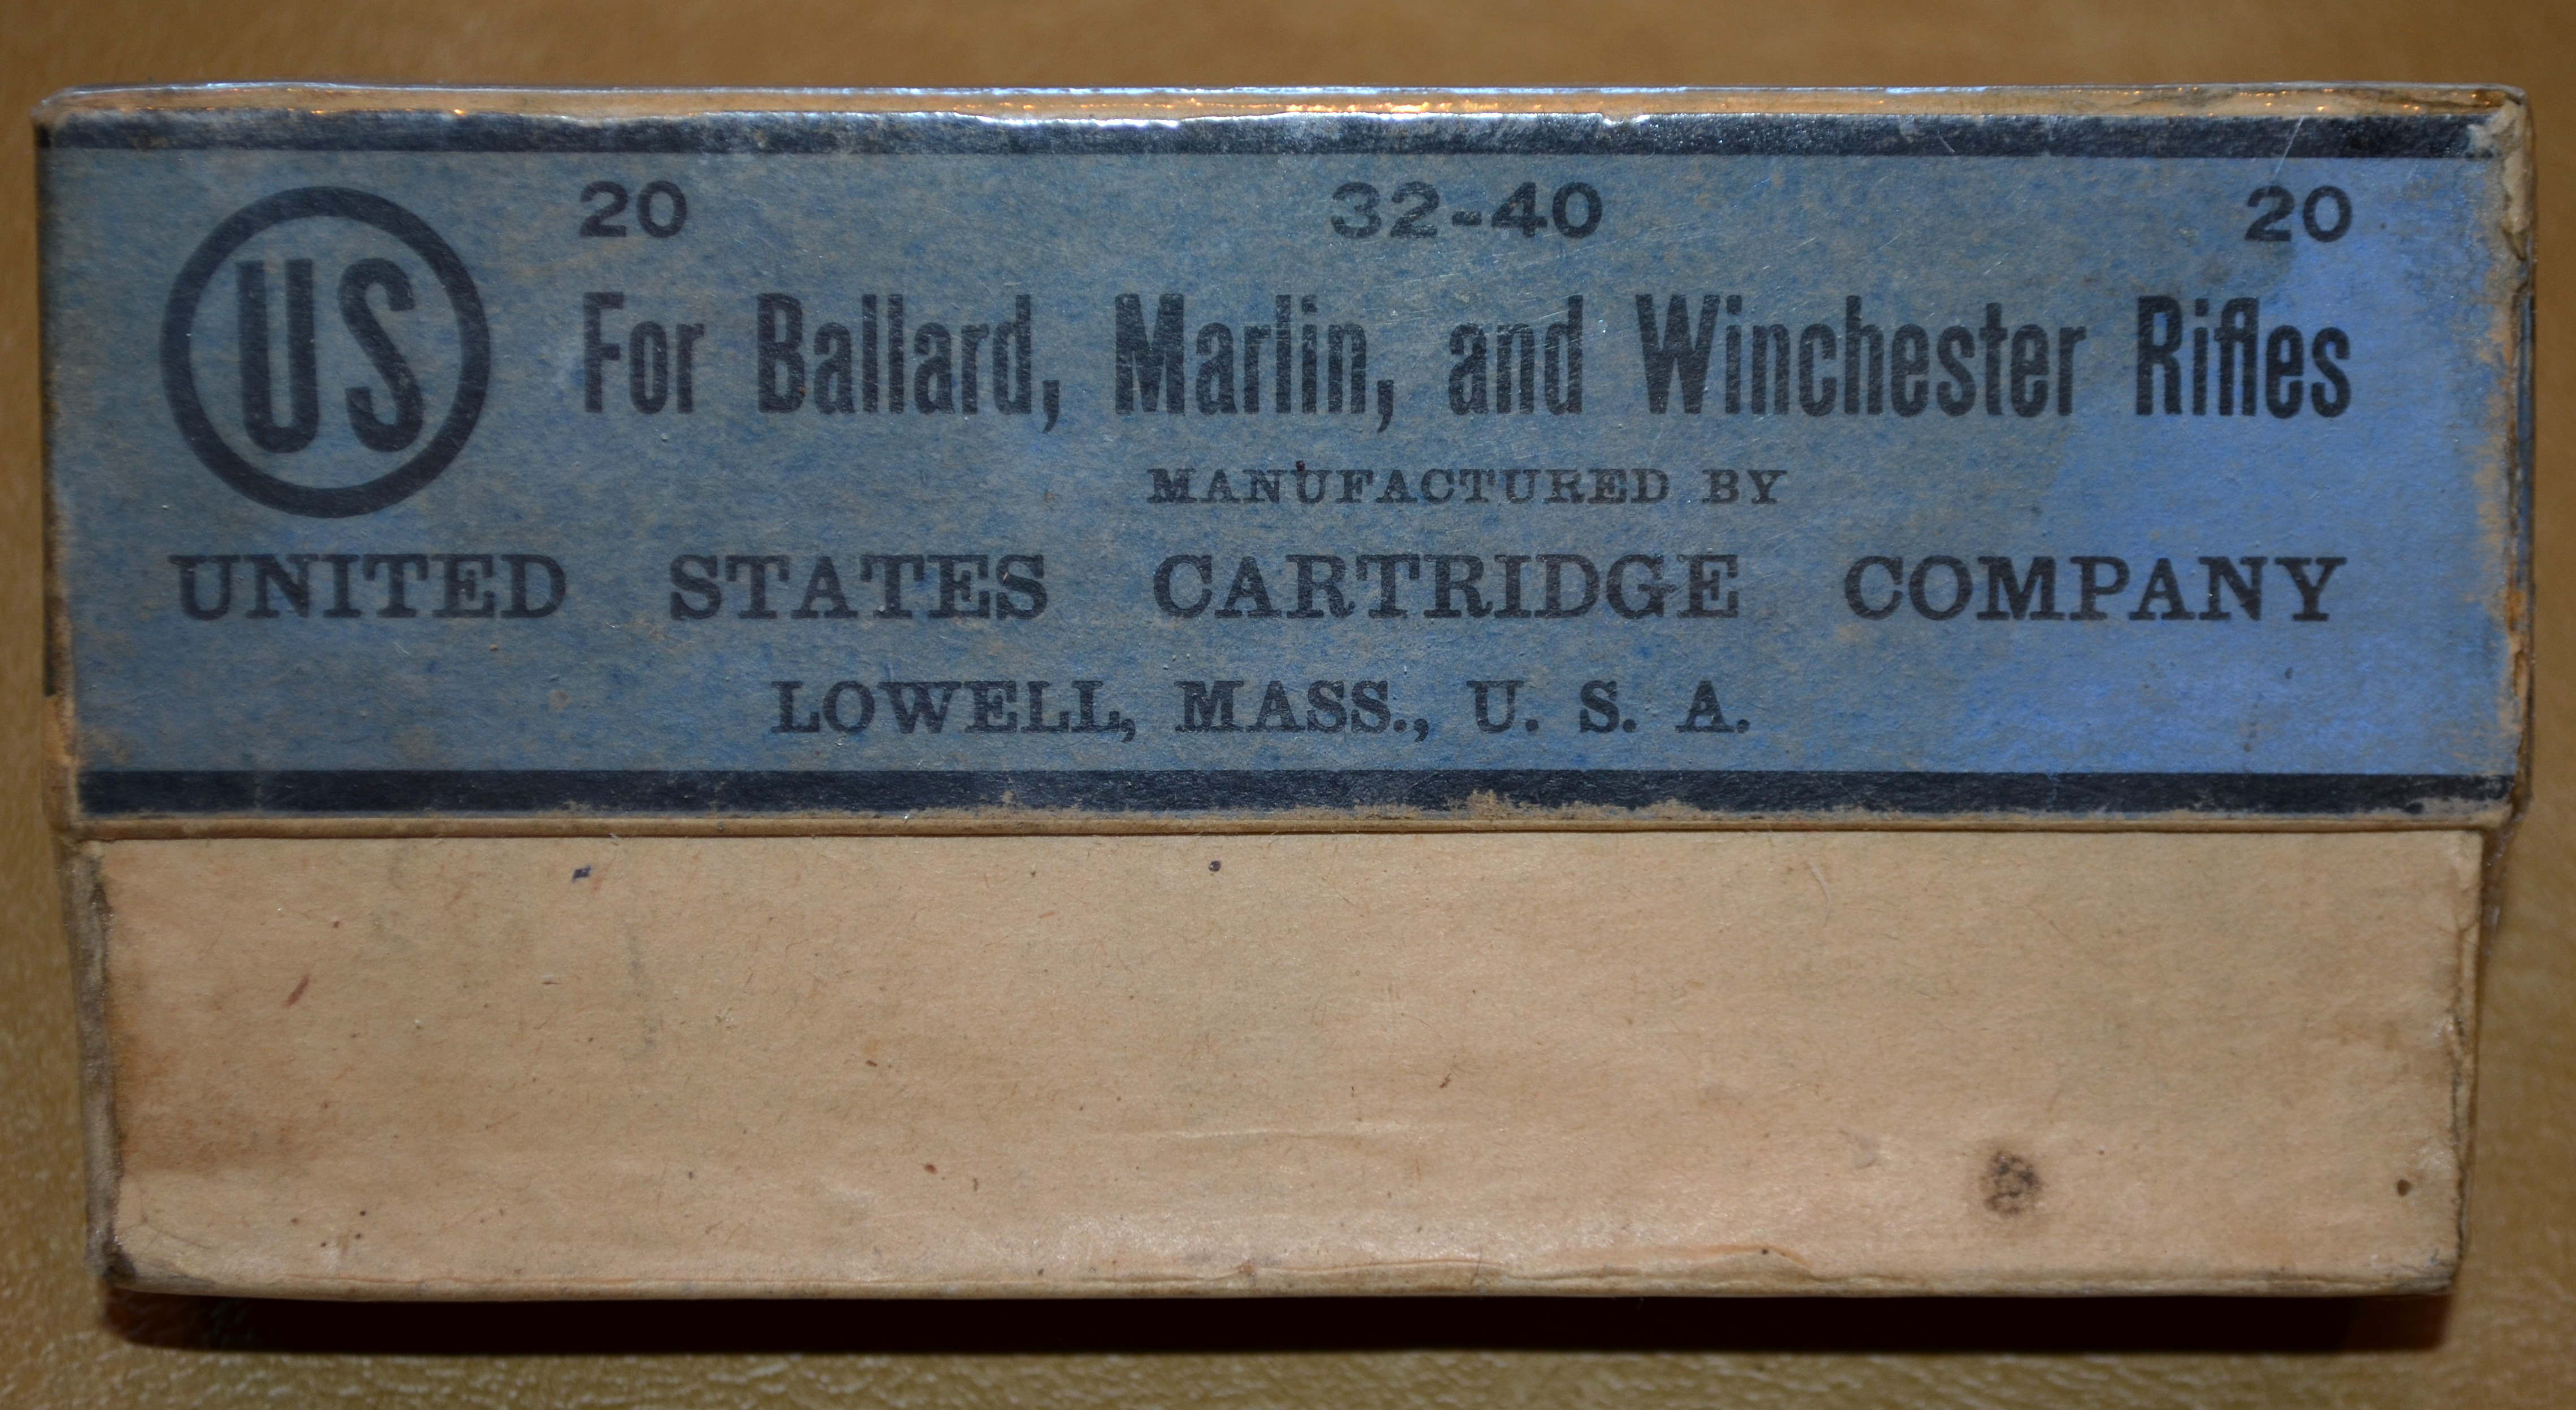 US
20 32-40 20
For Ballard, Marlin, and Winchester Rifles
MANUFACTURED BY
UNITED STATES CARTRIDGE COMPANY
LOWELL, MASS., U. S. A.